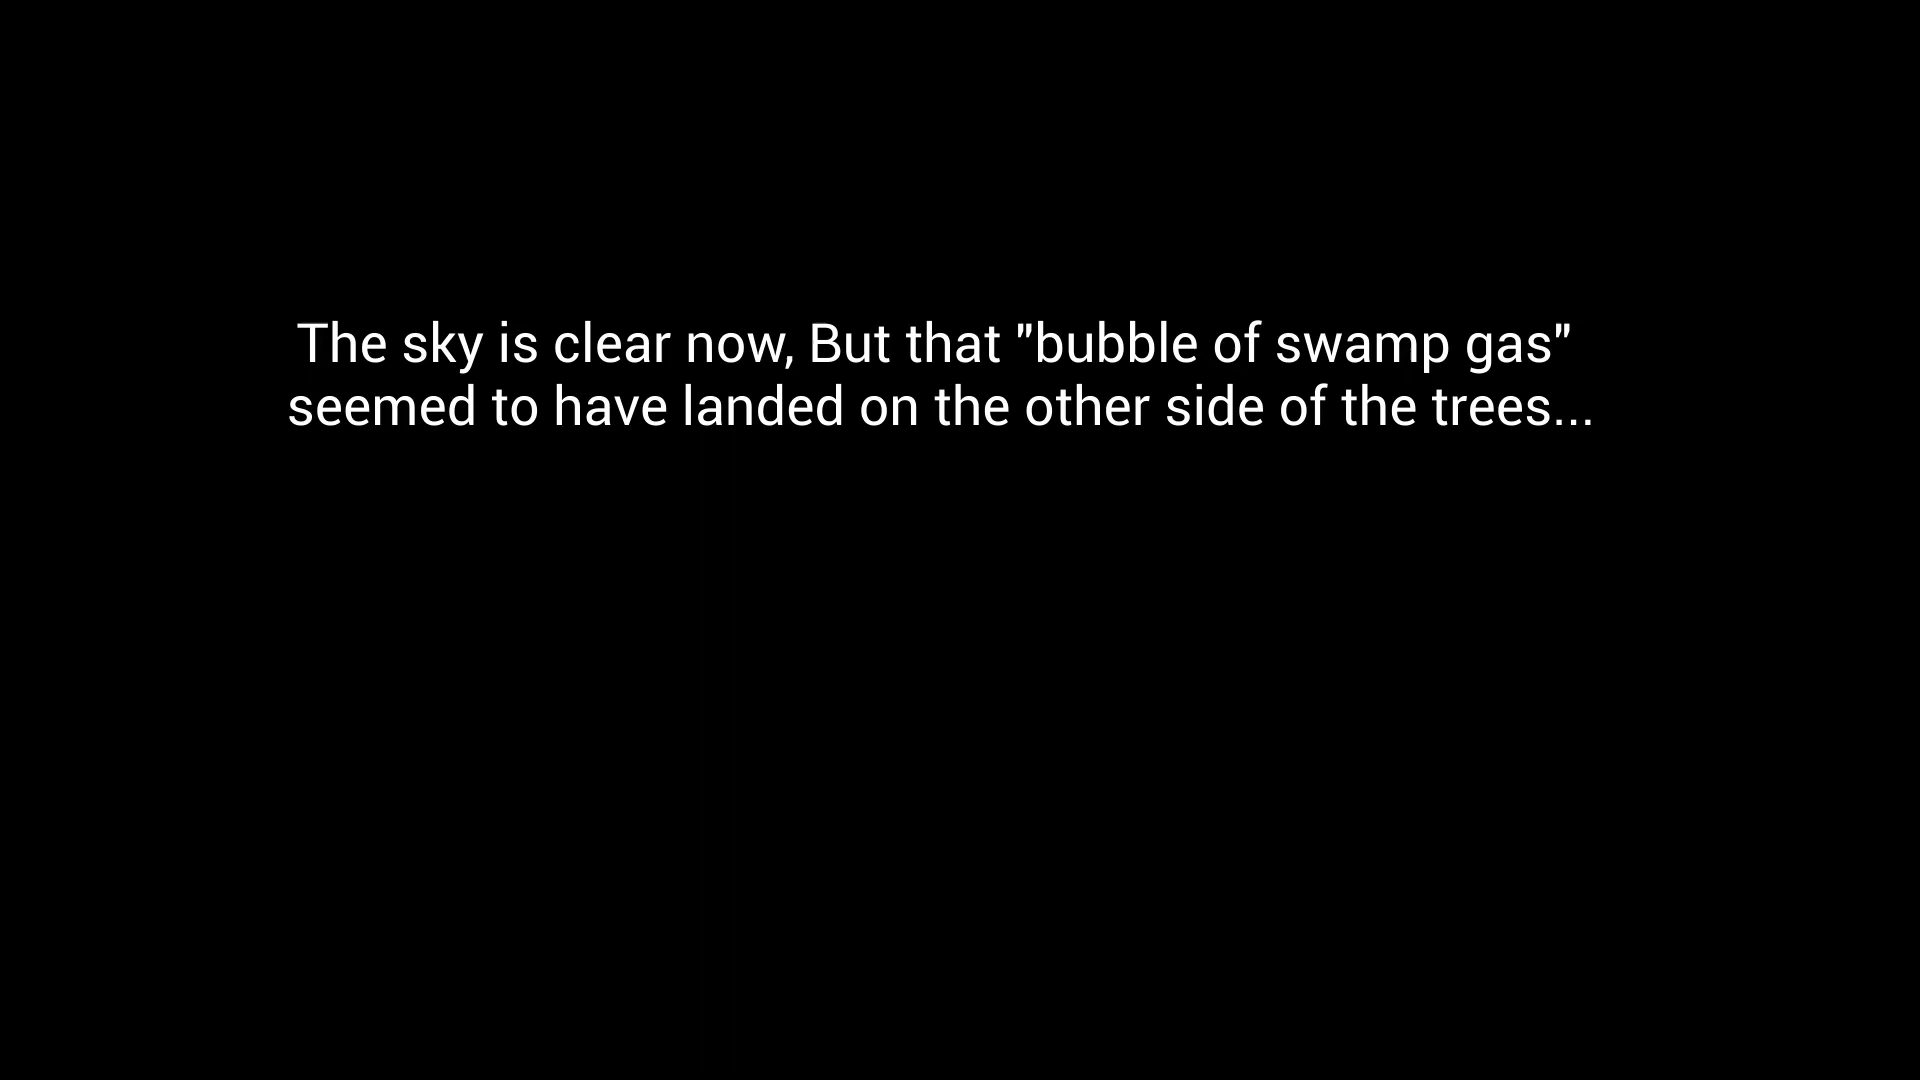 The sky is clear now, But that "bubble of swamp gas"
seemed to have landed on the other side of the trees...